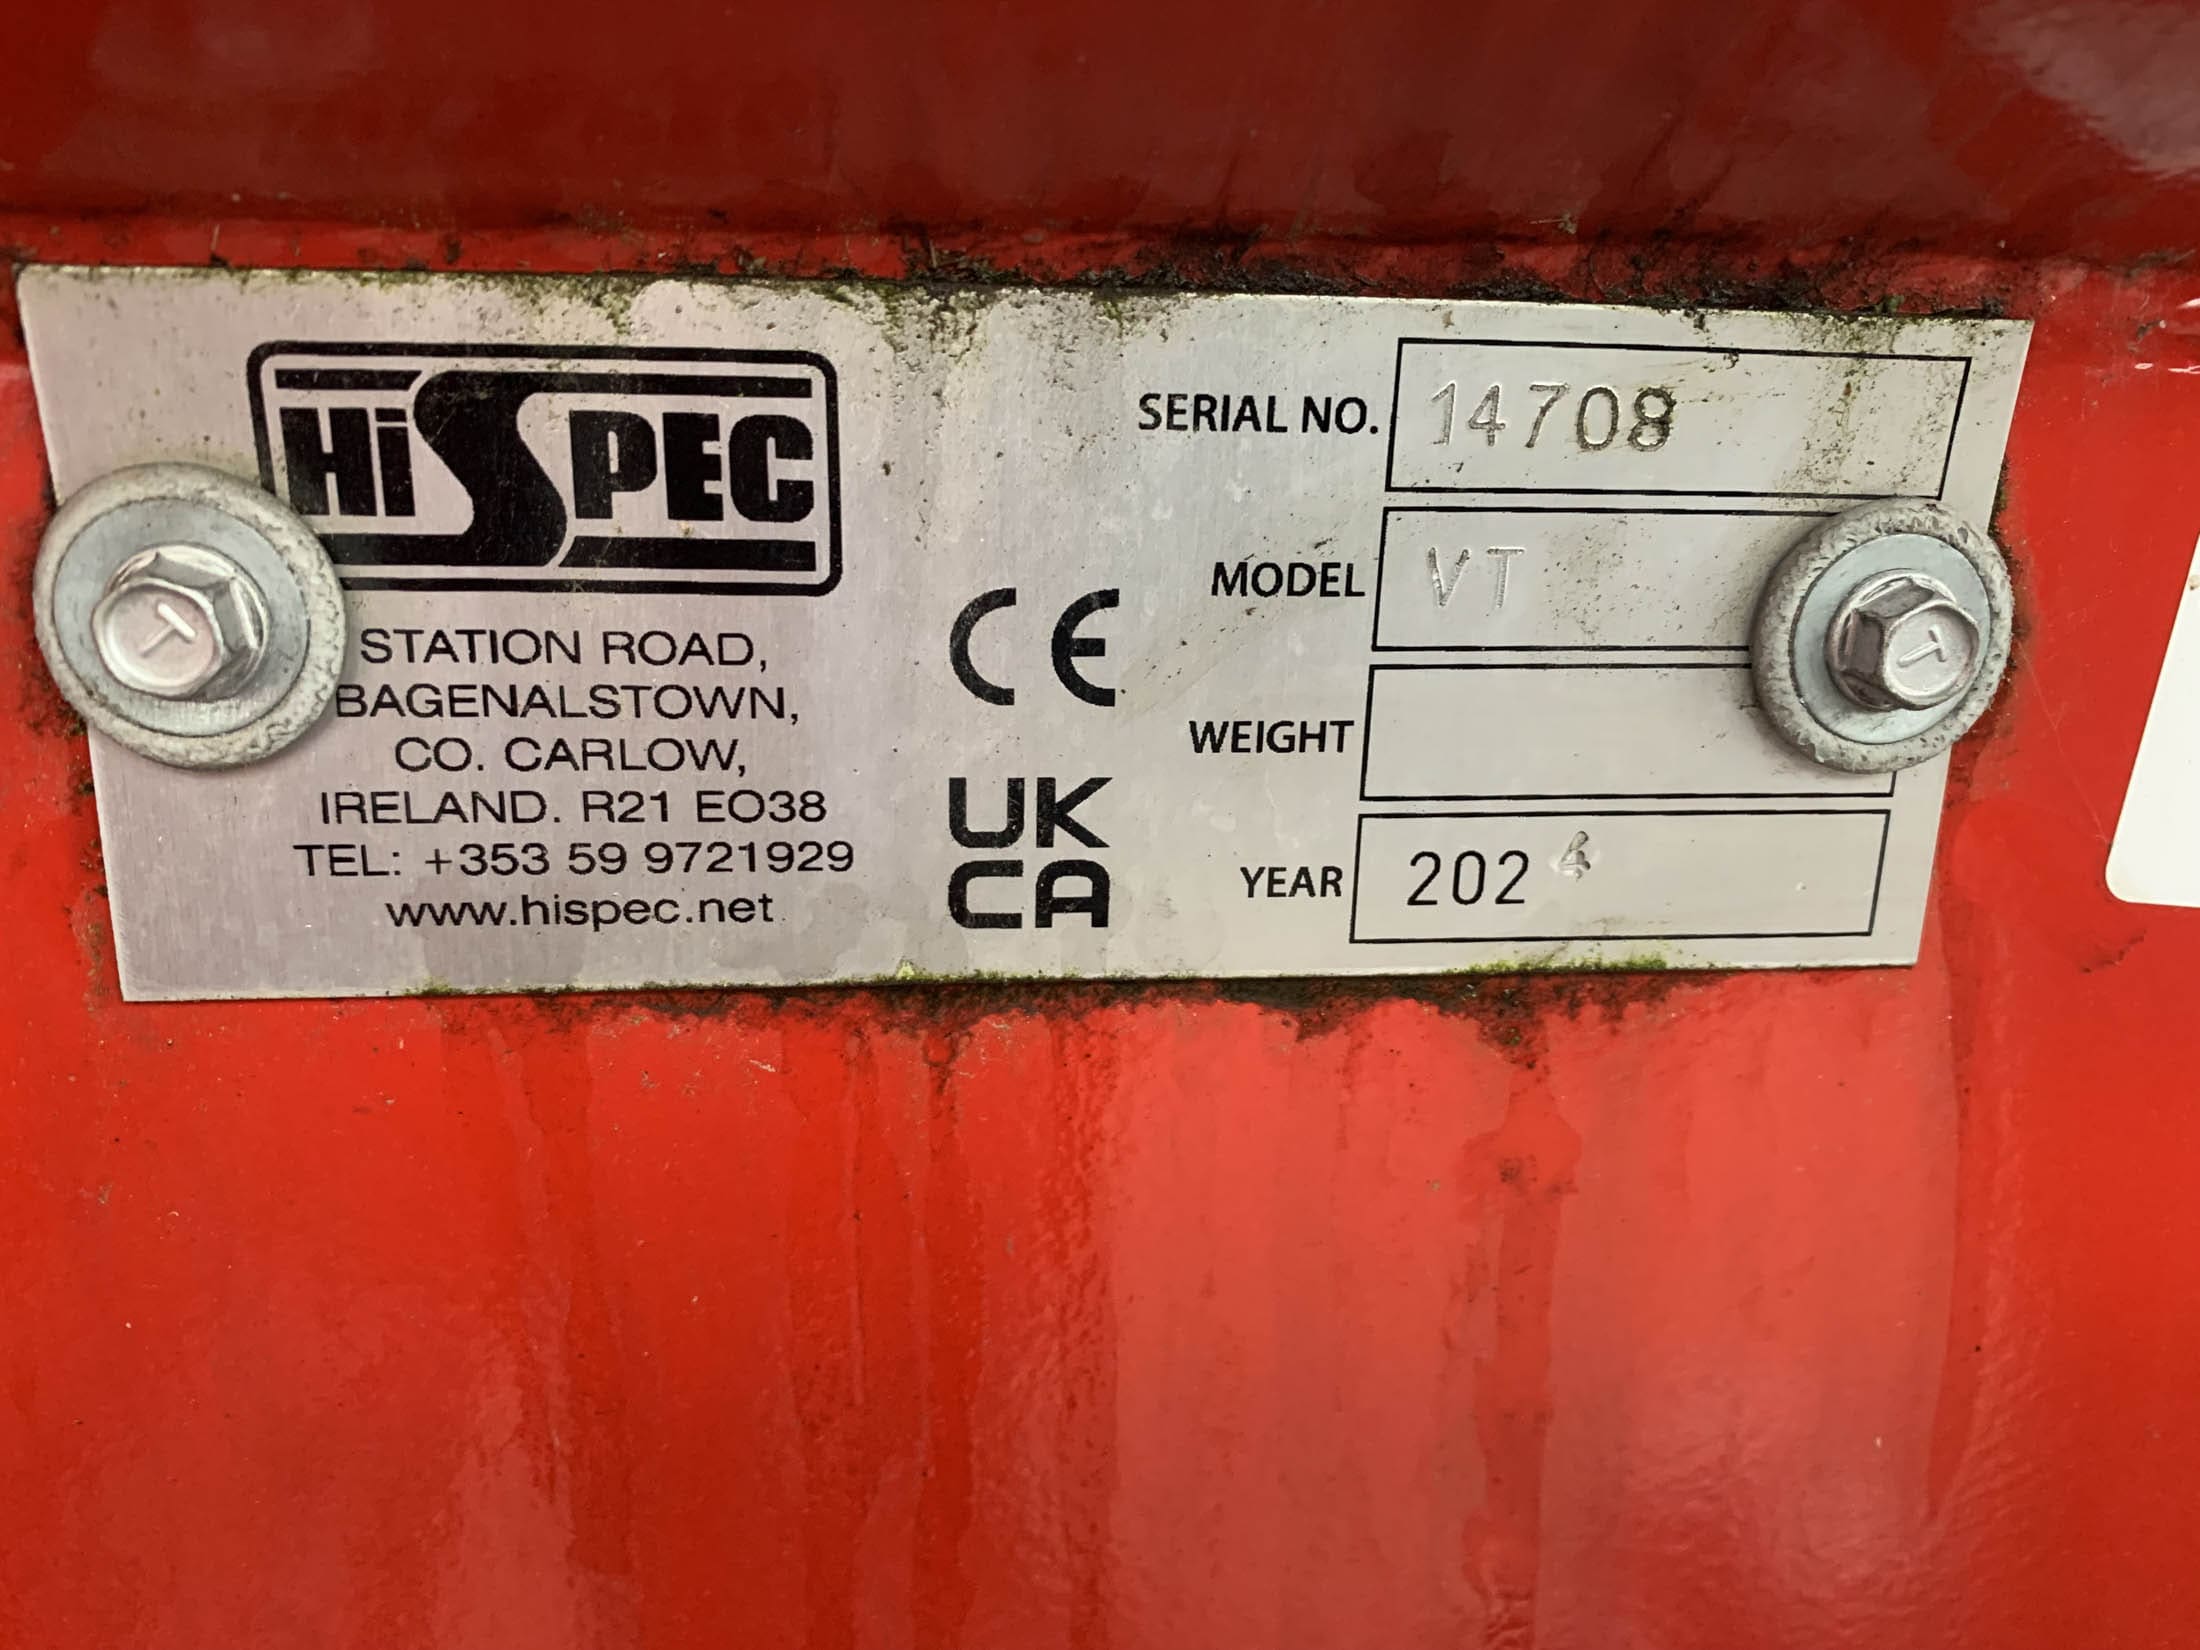 HiSPEC
STATION ROAD,
BAGENALSTOWN,
CO. CARLOW,
IRELAND. R21 EO38
TEL: +353 59 9721929
www.hispec.net
CE
UK
CA
SERIAL NO. 14708
MODEL VT
WEIGHT
YEAR 2024